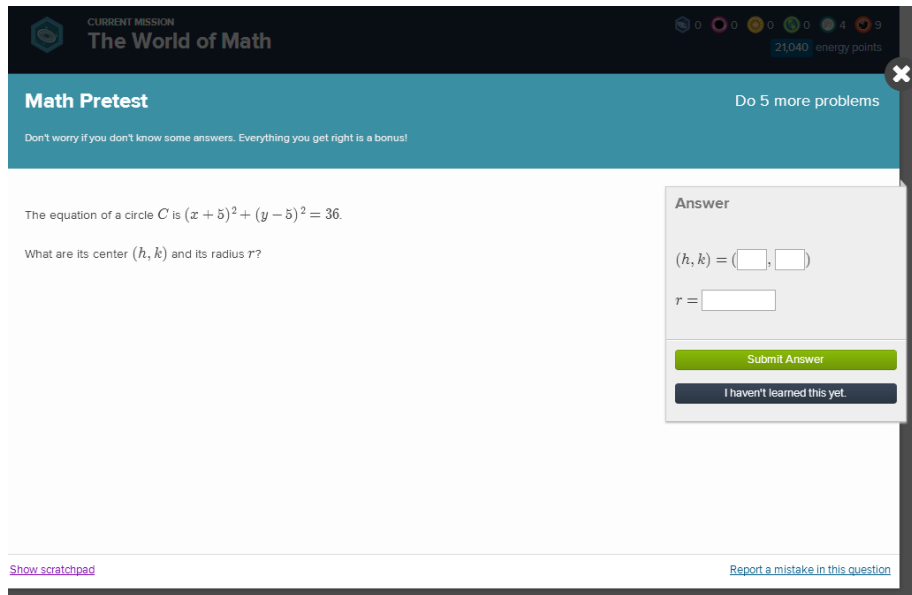 CURRENT MISSION
The World of Math
0 0 0 0 4 9
21,040 energy points
Math Pretest
Do 5 more problems
Don't worry if you don't know some answers. Everything you get right is a bonus!
The equation of a circle C is (x + 5)² + (y − 5)² = 36.
What are its center (h, k) and its radius r?
Answer
(h, k) = ( , )
r =
Submit Answer
I haven't learned this yet.
Show scratchpad
Report a mistake in this question